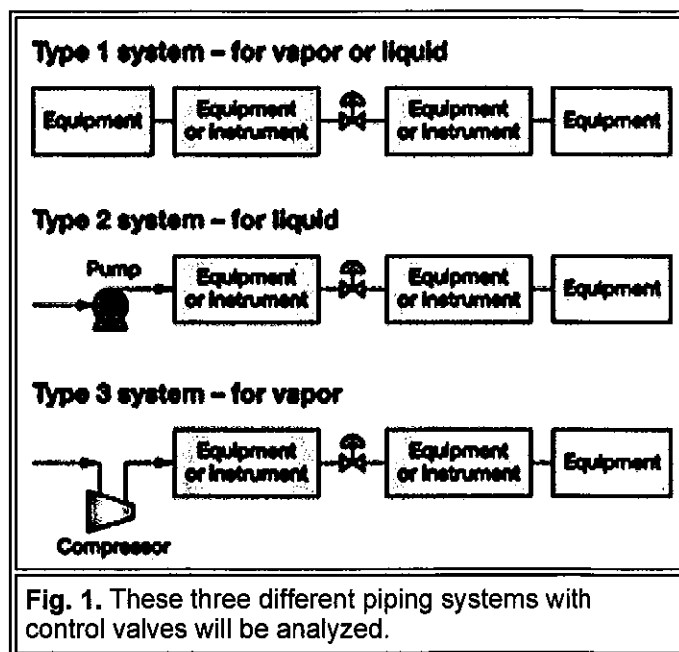 Type 1 system – for vapor or liquid
Equipment
Equipment
or Instrument
Equipment
or Instrument
Equipment
Type 2 system – for liquid
Pump
Equipment
or Instrument
Equipment
or Instrument
Equipment
Type 3 system – for vapor
Compressor
Equipment
or Instrument
Equipment
or Instrument
Equipment
Fig. 1. These three different piping systems with
control valves will be analyzed.